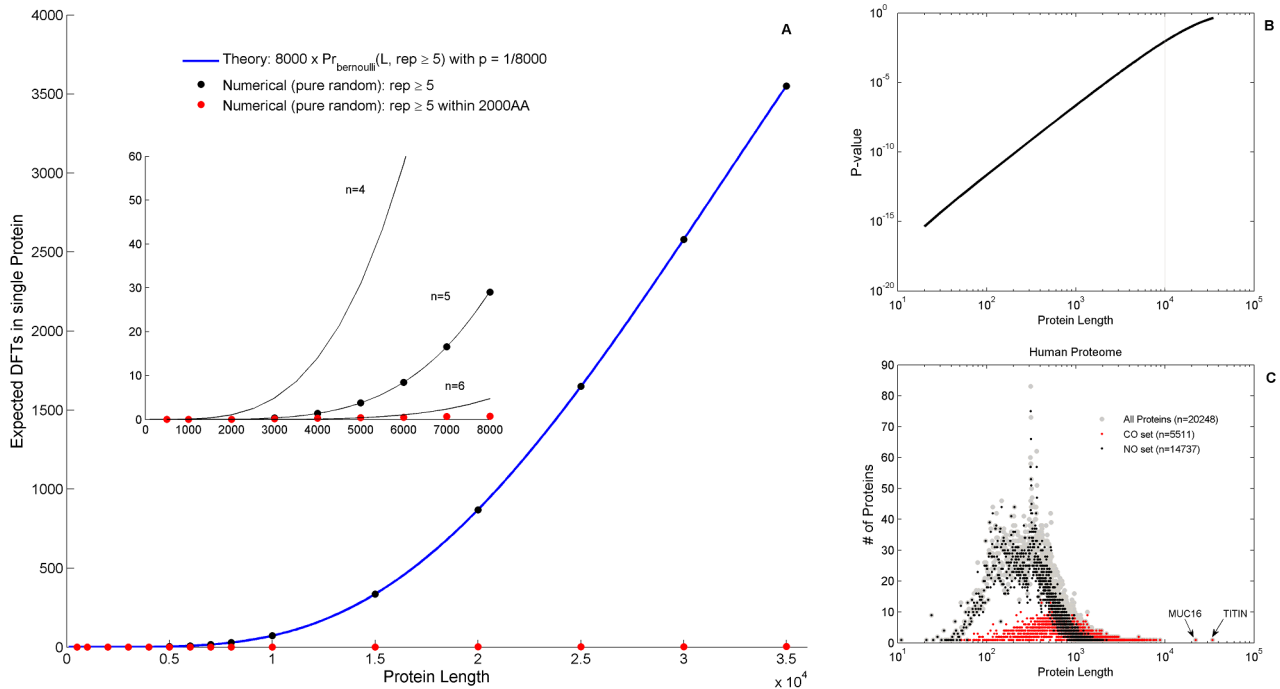 A
Theory: 8000 x Pr_bernoulli(L, rep ≥ 5) with p = 1/8000
Numerical (pure random): rep ≥ 5
Numerical (pure random): rep ≥ 5 within 2000AA
Expected DFTs in single Protein
4000
3500
3000
2500
2000
1500
1000
500
0
0 0.5 1 1.5 2 2.5 3 3.5
x 10^4
Protein Length
60
50
40
30
20
10
0
0 1000 2000 3000 4000 5000 6000 7000 8000
n=4
n=5
n=6
B
P-value
10^0
10^-5
10^-10
10^-15
10^-20
10^1 10^2 10^3 10^4 10^5
Protein Length
Human Proteome
C
# of Proteins
90
80
70
60
50
40
30
20
10
0
All Proteins (n=20248)
CO set (n=5511)
NO set (n=14737)
MUC16 TITIN
10^1 10^2 10^3 10^4 10^5
Protein Length